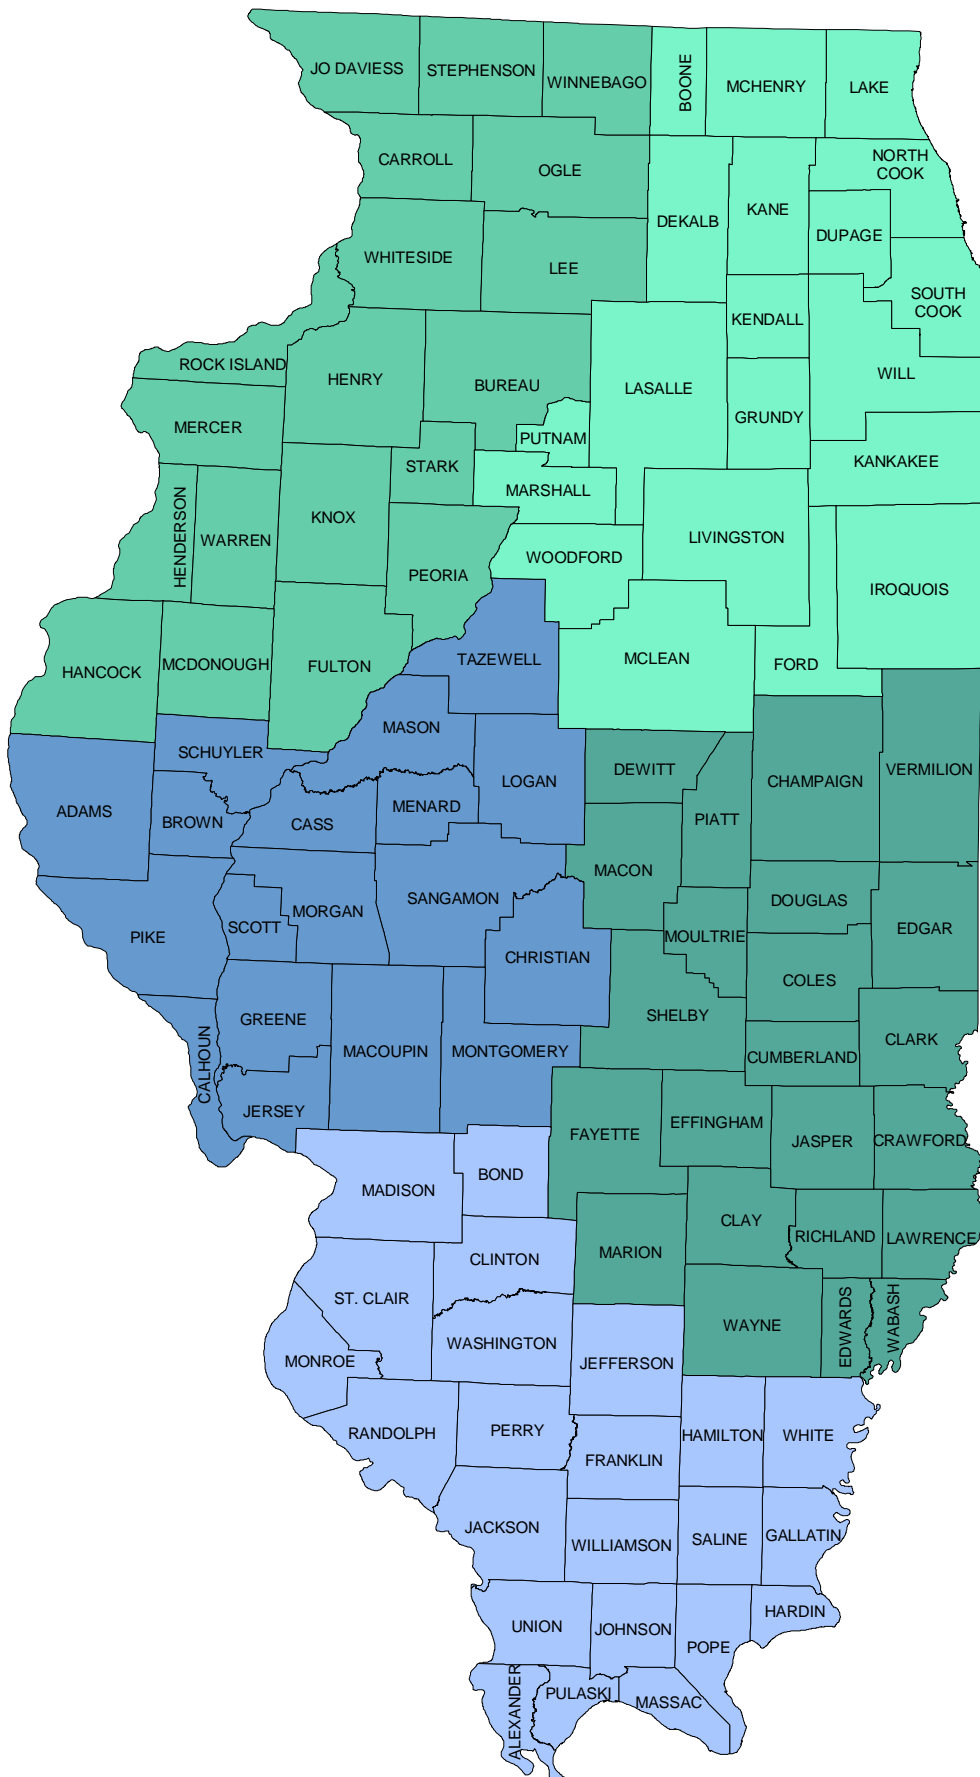 JO DAVIESS
STEPHENSON
WINNEBAGO
BOONE
MCHENRY
LAKE
CARROLL
OGLE
DEKALB
KANE
NORTH
COOK
DUPAGE
WHITESIDE
LEE
KENDALL
SOUTH
COOK
ROCK ISLAND
HENRY
BUREAU
LASALLE
GRUNDY
WILL
MERCER
PUTNAM
STARK
KANKAKEE
MARSHALL
HENDERSON
WARREN
KNOX
PEORIA
WOODFORD
LIVINGSTON
IROQUOIS
HANCOCK
MCDONOUGH
FULTON
TAZEWELL
MCLEAN
FORD
SCHUYLER
MASON
LOGAN
DEWITT
PIATT
CHAMPAIGN
VERMILION
ADAMS
BROWN
CASS
MENARD
MACON
SCOTT
MORGAN
SANGAMON
DOUGLAS
EDGAR
PIKE
CHRISTIAN
MOULTRIE
COLES
GREENE
SHELBY
CALHOUN
MACOUPIN
MONTGOMERY
CUMBERLAND
CLARK
JERSEY
FAYETTE
EFFINGHAM
JASPER
CRAWFORD
MADISON
BOND
CLAY
RICHLAND
LAWRENCE
CLINTON
MARION
ST. CLAIR
WASHINGTON
WAYNE
EDWARDS
WABASH
MONROE
JEFFERSON
RANDOLPH
PERRY
HAMILTON
WHITE
FRANKLIN
JACKSON
WILLIAMSON
SALINE
GALLATIN
UNION
JOHNSON
POPE
HARDIN
ALEXANDER
PULASKI
MASSAC